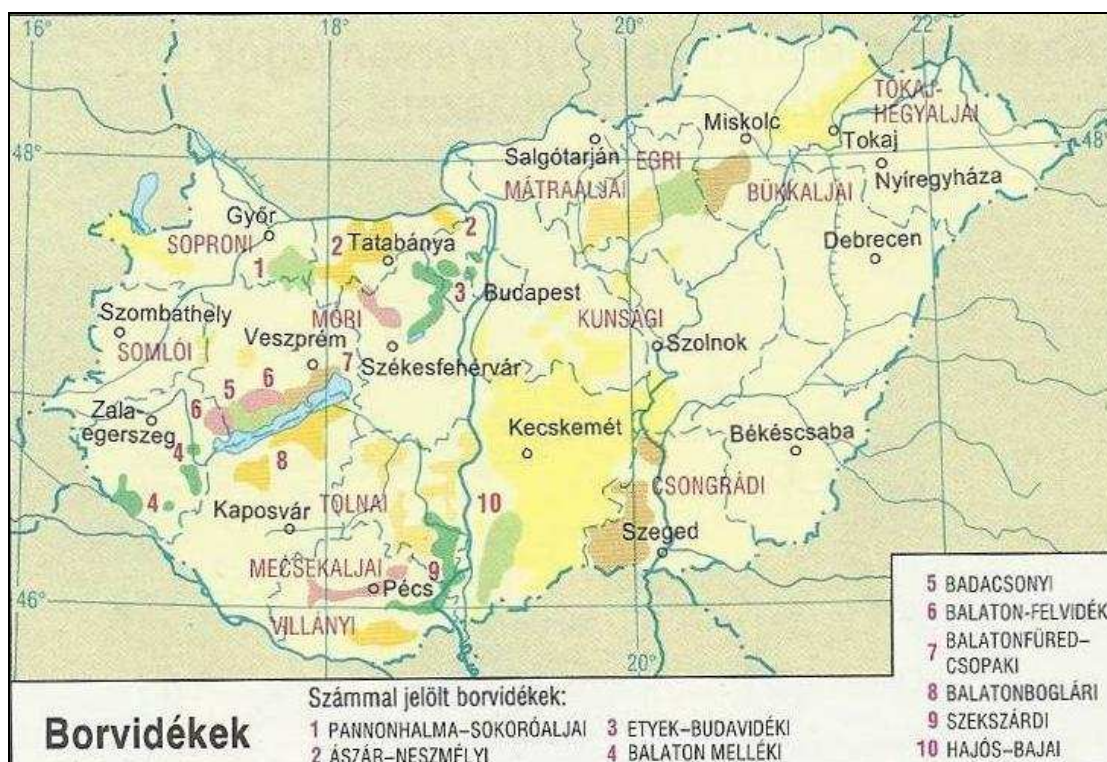 16°
18°
20°
22°
TOKAJ-
HEGYALJAI
Miskolc
48°
48°
Salgótarján
EGRI
Tokaj
MÁTRAALJAI
BÜKKALJAI
Nyíregyháza
Győr
SOPRONI
2
2
Tatabánya
Debrecen
1
3
Budapest
Szombathely
MÓRI
KUNSÁGI
SOMLÓI
Veszprém
7
Székesfehérvár
Szolnok
5
6
6
Zala-
egerszeg
Kecskemét
Békéscsaba
4
8
4
TOLNAI
10
CSONGRÁDI
Kaposvár
Szeged
MECSEKALJAI
9
Pécs
46°
VILLÁNYI
20°
Borvidékek
Számmal jelölt borvidékek:
1 PANNONHALMA–SOKORÓALJAI
2 ÁSZÁR–NESZMÉLYI
3 ETYEK–BUDAVIDÉKI
4 BALATON MELLÉKI
5 BADACSONYI
6 BALATON-FELVIDÉK
7 BALATONFÜRED–
CSOPAKI
8 BALATONBOGLÁRI
9 SZEKSZÁRDI
10 HAJÓS–BAJAI